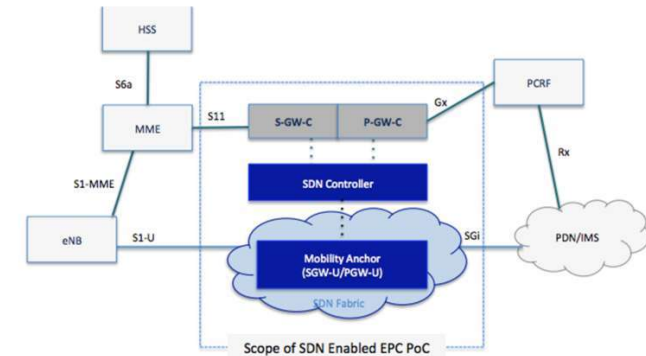 HSS
S6a
PCRF
Gx
S11
MME
S-GW-C
P-GW-C
Rx
S1-MME
SDN Controller
eNB
S1-U
SGi
PDN/IMS
Mobility Anchor
(SGW-U/PGW-U)
SDN Fabric
Scope of SDN Enabled EPC PoC